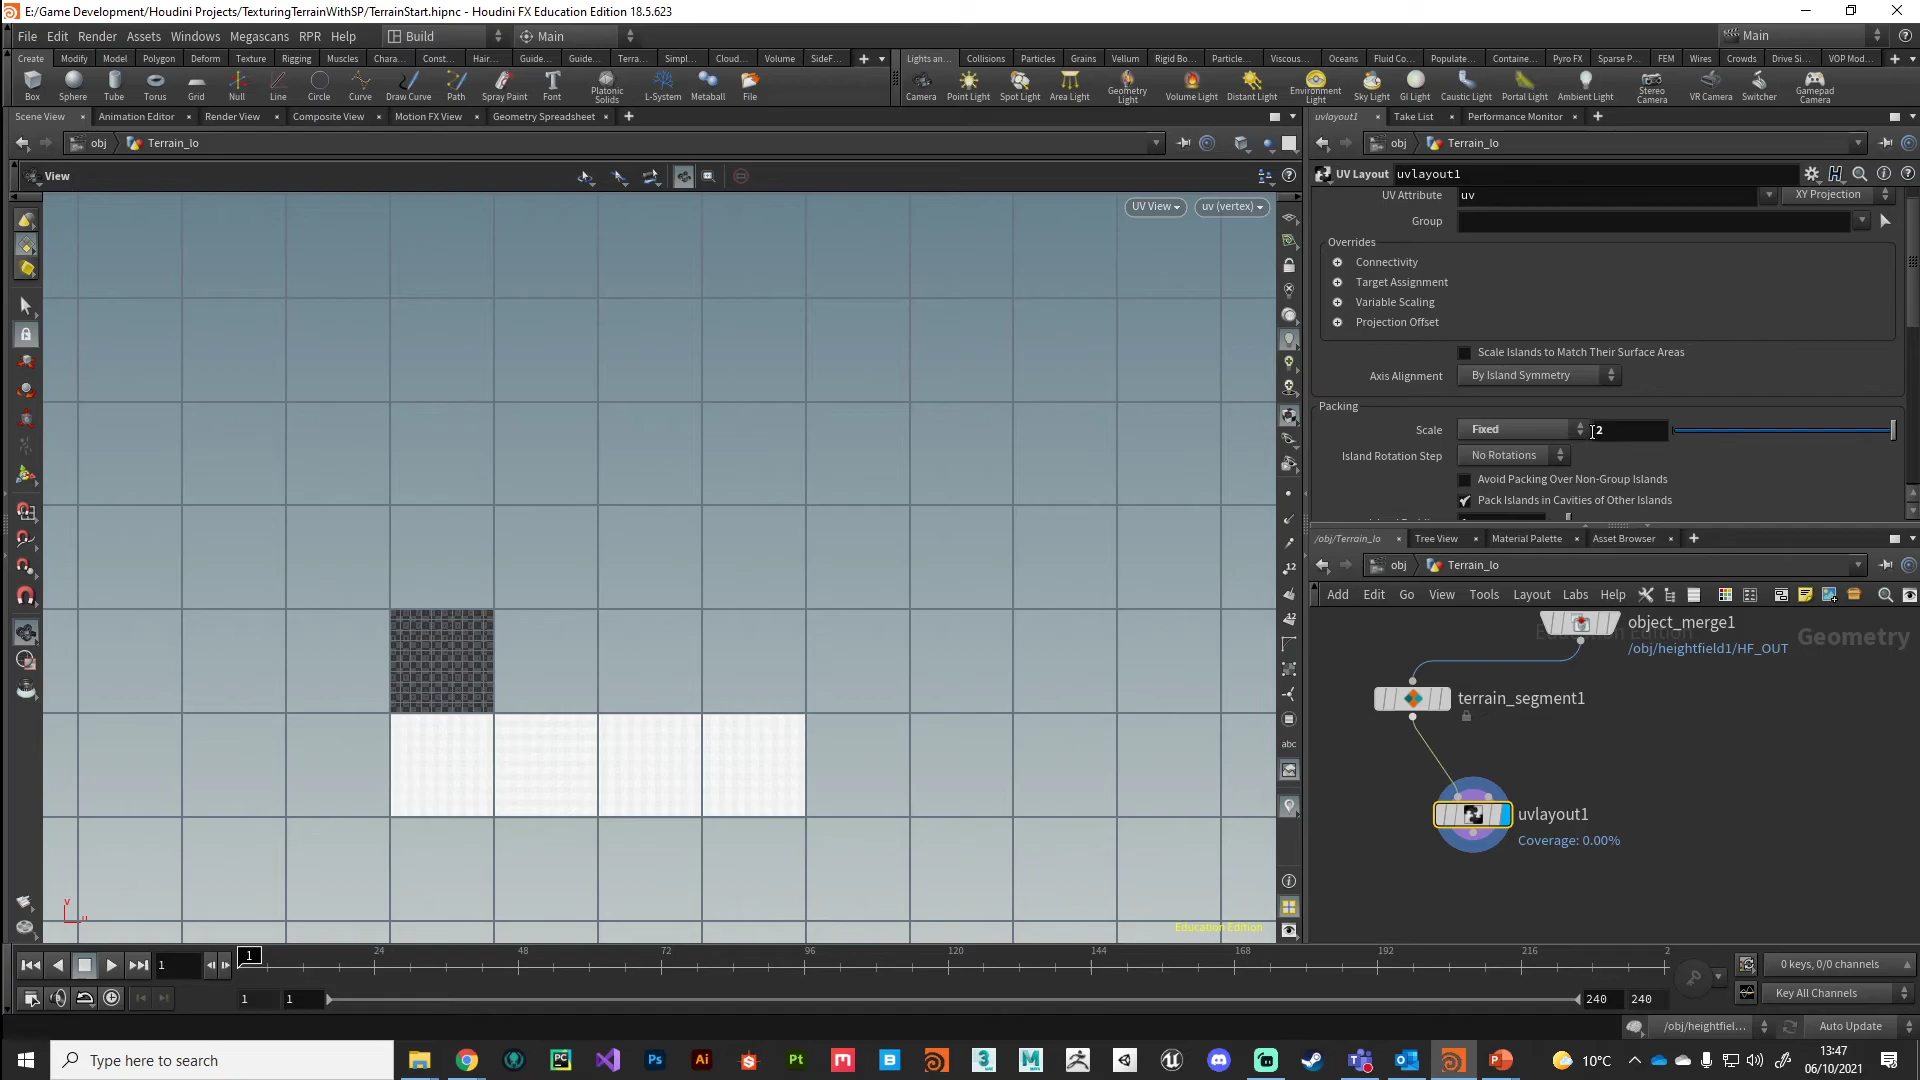 E:/Game Development/Houdini Projects/TexturingTerrainWithSP/TerrainStart.hipnc - Houdini FX Education Edition 18.5.623
File Edit Render Assets Windows Megascans RPR Help Build Main Main
Create Modify Model Polygon Deform Texture Rigging Muscles Chara... Const... Hair... Guide... Guide... Terra... Simpl... Cloud... Volume SideF...
Lights an... Collisions Particles Grains Vellum Rigid Bo... Particle... Viscous... Oceans Fluid Co... Populate... Containe... Pyro FX Sparse P... FEM Wires Crowds Drive Si... VOP Mod...
Box Sphere Tube Torus Grid Null Line Circle Curve Draw Curve Path Spray Paint Font Platonic Solids L-System Metaball File
Camera Point Light Spot Light Area Light Geometry Light Volume Light Distant Light Environment Light Sky Light GI Light Caustic Light Portal Light Ambient Light Stereo Camera VR Camera Switcher Gamepad Camera
Scene View Animation Editor Render View Composite View Motion FX View Geometry Spreadsheet
uvlayout1 Take List Performance Monitor
obj Terrain_lo
obj Terrain_lo
View
UV Layout uvlayout1
UV View uv (vertex)
UV Attribute uv XY Projection
Group
Overrides
Connectivity
Target Assignment
Variable Scaling
Projection Offset
Scale Islands to Match Their Surface Areas
Axis Alignment By Island Symmetry
Packing
Scale Fixed 2
Island Rotation Step No Rotations
Avoid Packing Over Non-Group Islands
Pack Islands in Cavities of Other Islands
/obj/Terrain_lo Tree View Material Palette Asset Browser
obj Terrain_lo
Add Edit Go View Tools Layout Labs Help
Education Edition
Geometry
object_merge1
/obj/heightfield1/HF_OUT
terrain_segment1
uvlayout1
Coverage: 0.00%
12
abc
v
u
Education Edition
1 1 24 48 72 96 120 144 168 192 216 2
0 keys, 0/0 channels
1 1 240 240
Key All Channels
/obj/heightfiel... Auto Update
Type here to search
10°C
13:47
06/10/2021